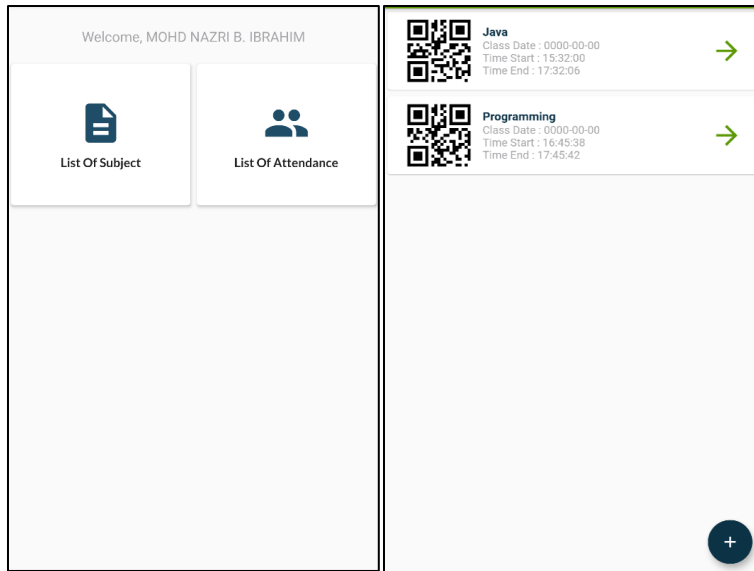 Welcome, MOHD NAZRI B. IBRAHIM
List Of Subject
List Of Attendance
Java
Class Date : 0000-00-00
Time Start : 15:32:00
Time End : 17:32:06
Programming
Class Date : 0000-00-00
Time Start : 16:45:38
Time End : 17:45:42
+